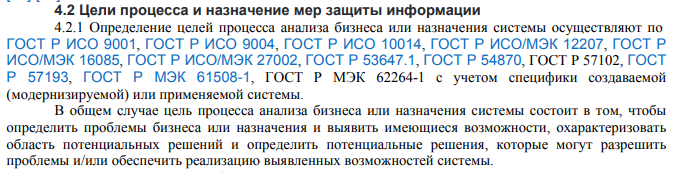 4.2 Цели процесса и назначение мер защиты информации
4.2.1 Определение целей процесса анализа бизнеса или назначения системы осуществляют по
ГОСТ Р ИСО 9001, ГОСТ Р ИСО 9004, ГОСТ Р ИСО 10014, ГОСТ Р ИСО/МЭК 12207, ГОСТ Р
ИСО/МЭК 16085, ГОСТ Р ИСО/МЭК 27002, ГОСТ Р 53647.1, ГОСТ Р 54870, ГОСТ Р 57102, ГОСТ
Р 57193, ГОСТ Р МЭК 61508-1, ГОСТ Р МЭК 62264-1 с учетом специфики создаваемой
(модернизируемой) или применяемой системы.
В общем случае цель процесса анализа бизнеса или назначения системы состоит в том, чтобы
определить проблемы бизнеса или назначения и выявить имеющиеся возможности, охарактеризовать
область потенциальных решений и определить потенциальные решения, которые могут разрешить
проблемы и/или обеспечить реализацию выявленных возможностей системы.